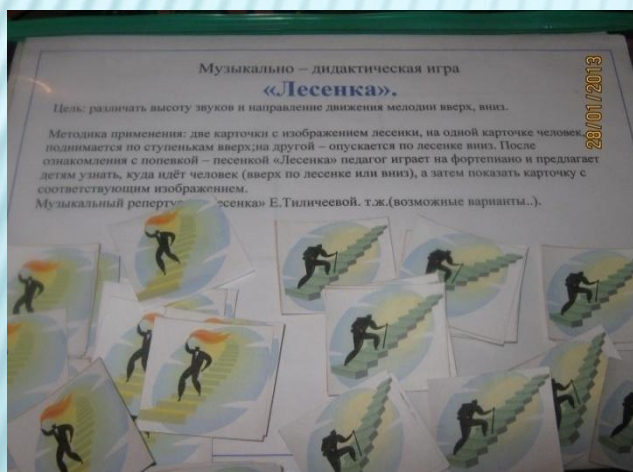 Музыкально – дидактическая игра
«Лесенка».
Цель: различать высоту звуков и направление движения мелодии вверх, вниз.
Методика применения: две карточки с изображением лесенки, на одной карточке человек,
поднимается по ступенькам вверх;на другой – опускается по лесенке вниз. После
ознакомления с попевкой – песенкой «Лесенка» педагог играет на фортепиано и предлагает
детям узнать, куда идёт человек (вверх по лесенке или вниз), а затем показать карточку с
соответствующим изображением.
Музыкальный есенка» Е.Тиличеевой. т.ж.(возможные варианты..).
28/01/2013